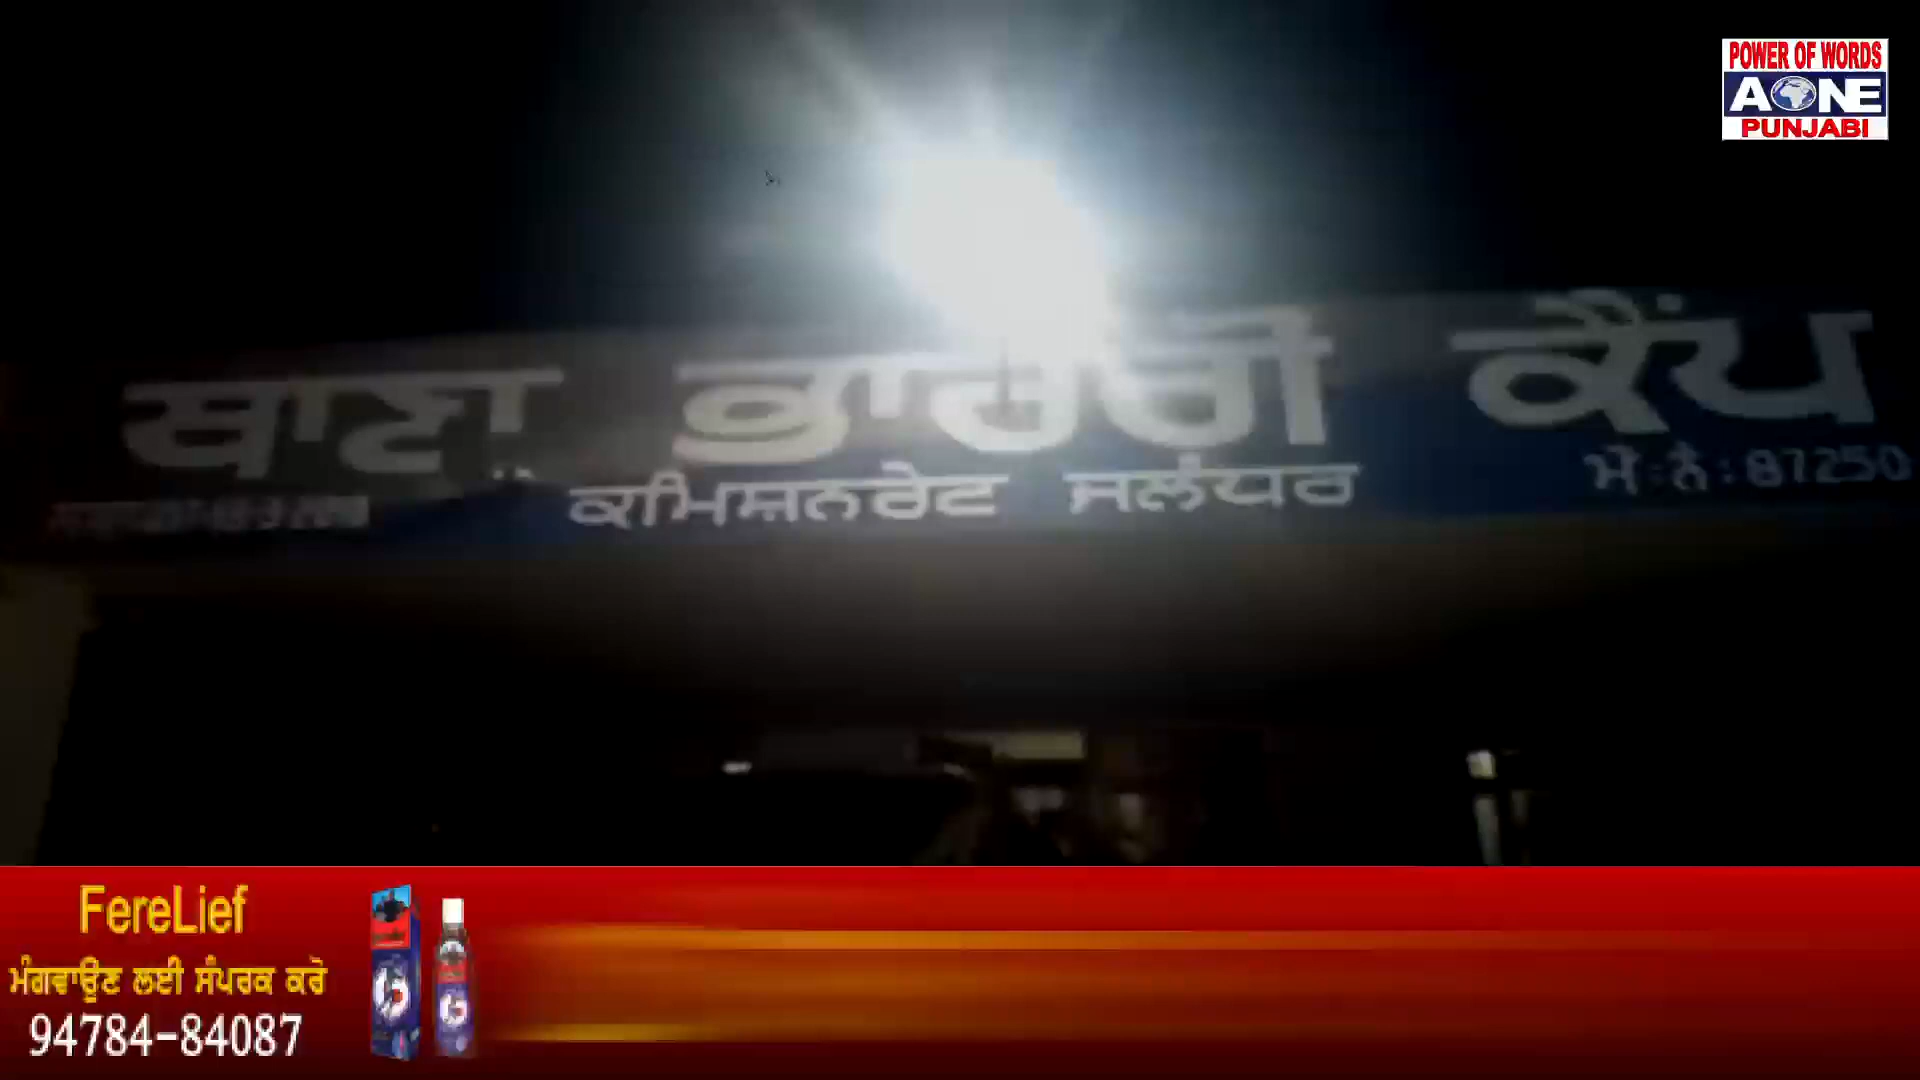 POWER OF WORDS
AONE
PUNJABI
ਥਾਣਾ ਭਾਰਗੋ ਕੈਂਪ
ਕਮਿਸ਼ਨਰੇਟ ਜਲੰਧਰ
ਮੋ: ਨੰ: 87250
FereLief
ਮੰਗਵਾਉਣ ਲਈ ਸੰਪਰਕ ਕਰੋ
94784-84087